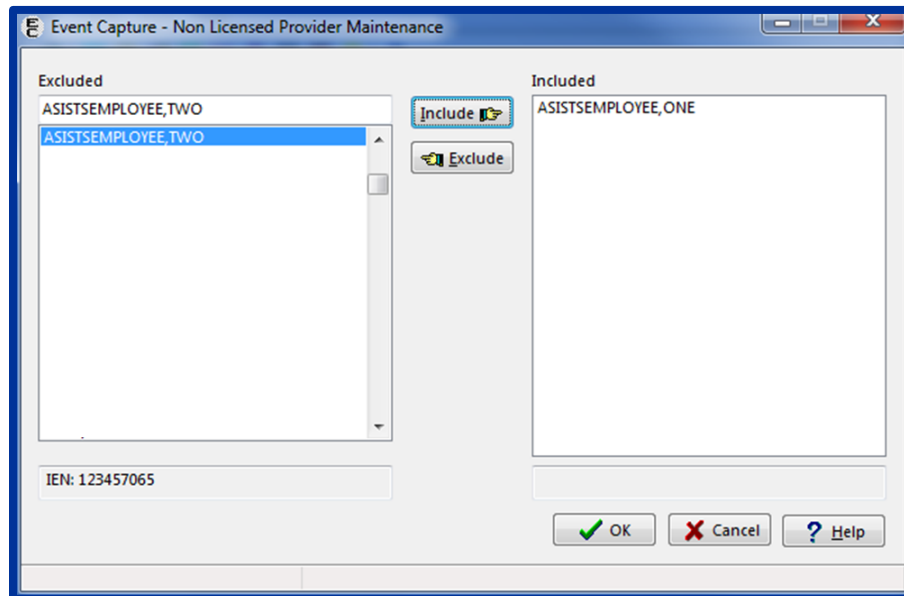 Event Capture - Non Licensed Provider Maintenance
Excluded
Included
ASISTSEMPLOYEE,TWO
Include
ASISTSEMPLOYEE,ONE
ASISTSEMPLOYEE,TWO
Exclude
IEN: 123457065
OK
Cancel
? Help